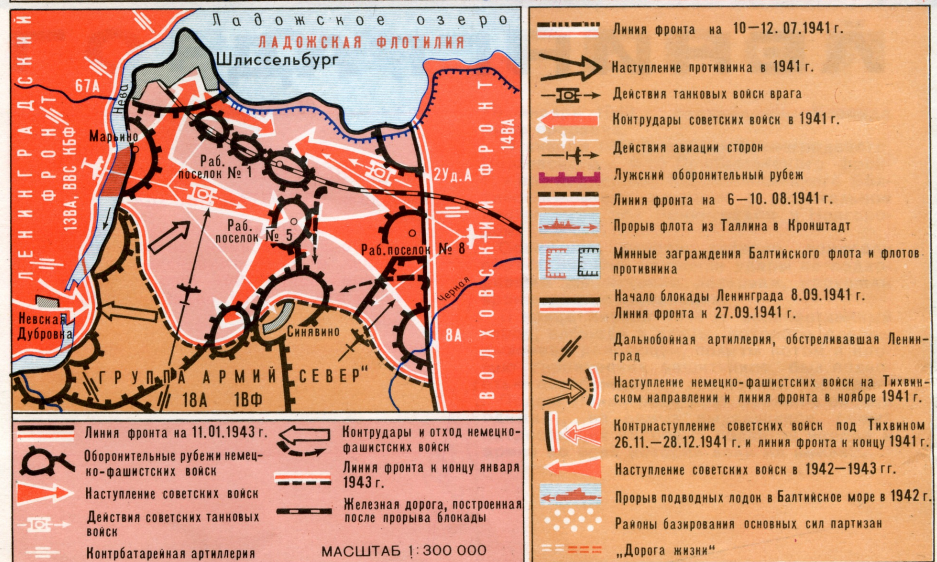 Ладожское озеро
ЛАДОЖСКАЯ ФЛОТИЛИЯ
Шлиссельбург
ЛЕНИНГРАДСКИЙ
ФРОНТ
67А
Нева
13ВА, ВВС КБФ
Марьино
Раб.
поселок № 1
Раб.
поселок № 5
Раб. поселок № 8
2Уд.А
14ВА
ВОЛХОВСКИЙ ФРОНТ
Черная
8А
Невская
Дубровка
Синявино
ГРУППА АРМИЙ „СЕВЕР"
18А 1ВФ
Линия фронта на 11.01.1943 г.
Оборонительные рубежи немец-
ко-фашистских войск
Наступление советских войск
Действия советских танковых
войск
Контрбатарейная артиллерия
Контрудары и отход немецко-
фашистских войск
Линия фронта к концу января
1943 г.
Железная дорога, построенная
после прорыва блокады
МАСШТАБ 1:300 000
Линия фронта на 10—12. 07.1941 г.
Наступление противника в 1941 г.
Действия танковых войск врага
Контрудары советских войск в 1941 г.
Действия авиации сторон
Лужский оборонительный рубеж
Линия фронта на 6—10. 08.1941 г.
Прорыв флота из Таллина в Кронштадт
Минные заграждения Балтийского флота и флотов
противника
Начало блокады Ленинграда 8.09.1941 г.
Линия фронта к 27.09.1941 г.
Дальнобойная артиллерия, обстреливавшая Ленин-
град
Наступление немецко-фашистских войск на Тихвин-
ском направлении и линия фронта в ноябре 1941 г.
Контрнаступление советских войск под Тихвином
26.11.—28.12.1941 г. и линия фронта к концу 1941 г.
Наступление советских войск в 1942—1943 гг.
Прорыв подводных лодок в Балтийское море в 1942 г.
Районы базирования основных сил партизан
„Дорога жизни"